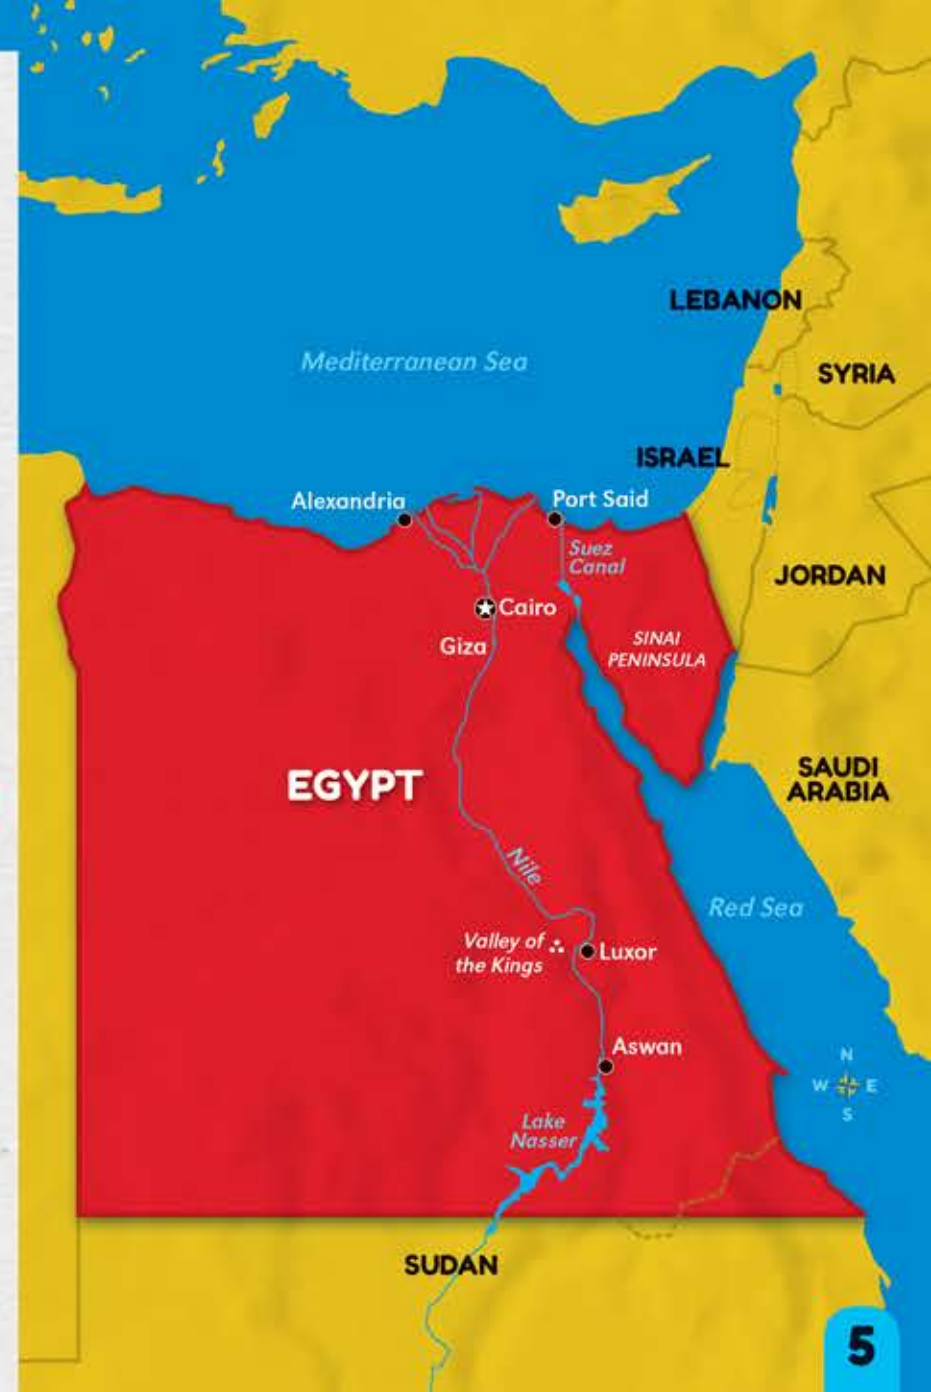 LEBANON
Mediterranean Sea
SYRIA
ISRAEL
Alexandria
Port Said
Suez
Canal
JORDAN
Cairo
SINAI
PENINSULA
Giza
EGYPT
SAUDI
ARABIA
Nile
Red Sea
Valley of
the Kings
Luxor
Aswan
N
W E
S
Lake
Nasser
SUDAN
5